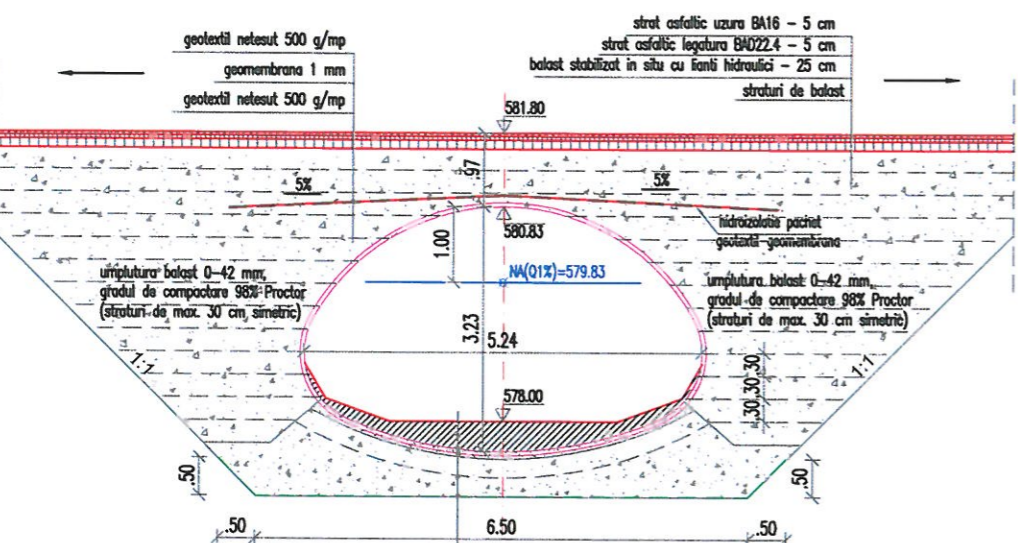 geotextil netesut 500 g/mp
geomembrana 1 mm
geotextil netesut 500 g/mp
strat asfaltic uzura BA16 - 5 cm
strat asfaltic legatura BAD22.4 - 5 cm
balast stabilizat in situ cu lianti hidraulici - 25 cm
straturi de balast
581.80
.97
5%
5%
hidroizolatie pachet
geotextil-geomembrana
1.00
580.83
NA(Q1%)=579.83
umplutura balast 0-42 mm,
gradul de compactare 98% Proctor
(straturi de max. 30 cm, simetric)
umplutura balast 0-42 mm,
gradul de compactare 98% Proctor
(straturi de max. 30 cm simetric)
3.23
5.24
1:1
1:1
578.00
.30
.30
.30
.50
.50
.50
6.50
.50